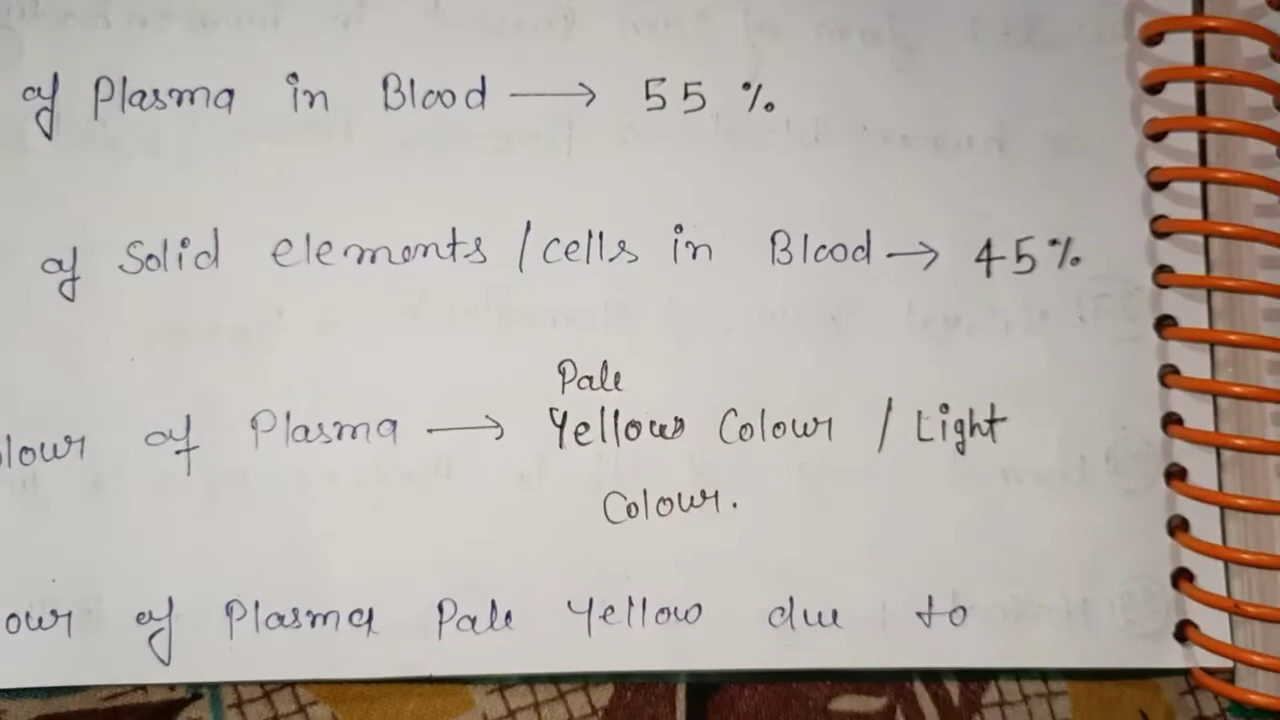 of Plasma in Blood → 55 %
of Solid elements / cells in Blood → 45%
Pale
lour of Plasma → Yellow Colour / Light
Colour.
our of Plasma Pale Yellow due to